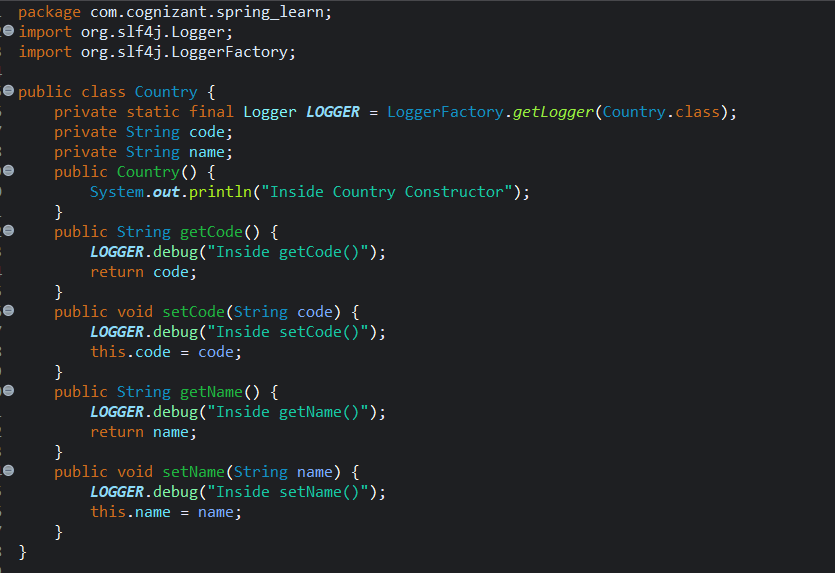 package com.cognizant.spring_learn;
import org.slf4j.Logger;
import org.slf4j.LoggerFactory;

public class Country {
    private static final Logger LOGGER = LoggerFactory.getLogger(Country.class);
    private String code;
    private String name;
    public Country() {
        System.out.println("Inside Country Constructor");
    }
    public String getCode() {
        LOGGER.debug("Inside getCode()");
        return code;
    }
    public void setCode(String code) {
        LOGGER.debug("Inside setCode()");
        this.code = code;
    }
    public String getName() {
        LOGGER.debug("Inside getName()");
        return name;
    }
    public void setName(String name) {
        LOGGER.debug("Inside setName()");
        this.name = name;
    }
}